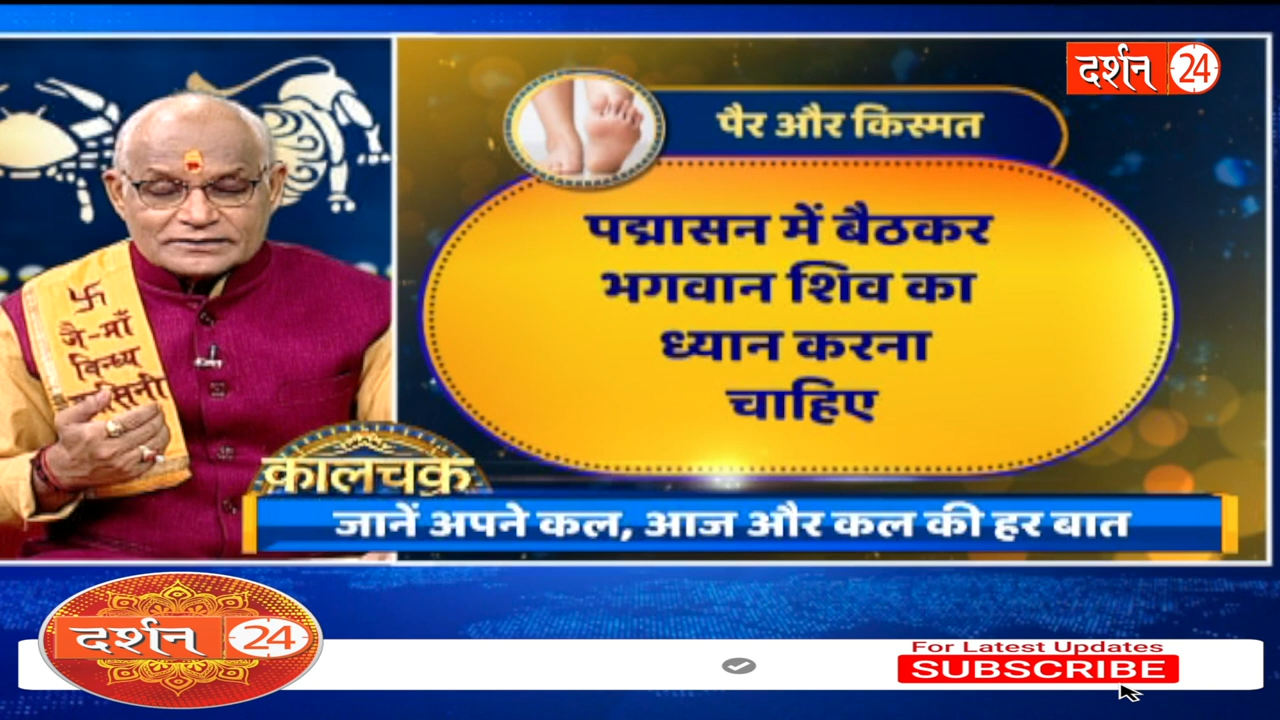 दर्शन 24
पैर और किस्मत
पद्मासन में बैठकर
भगवान शिव का
ध्यान करना
चाहिए
卐
जै-माँ
विन्ध्य
कालचक्र
जानें अपने कल, आज और कल की हर बात
दर्शन 24
For Latest Updates
SUBSCRIBE